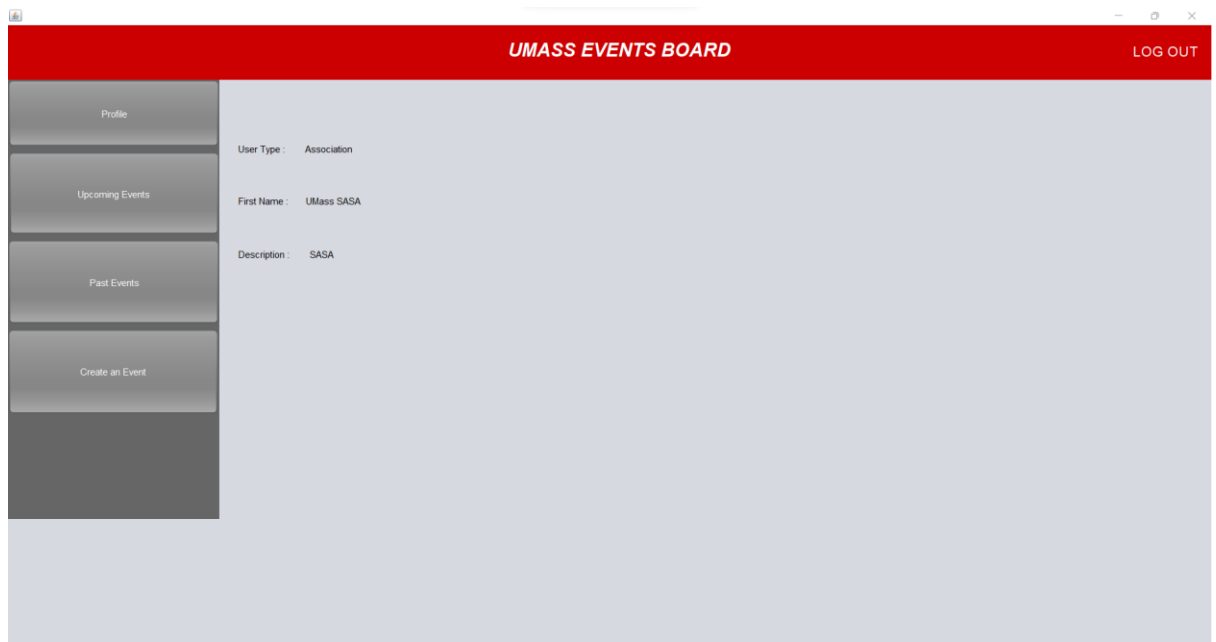 UMASS EVENTS BOARD
LOG OUT
Profile
Upcoming Events
Past Events
Create an Event
User Type : Association
First Name : UMass SASA
Description : SASA